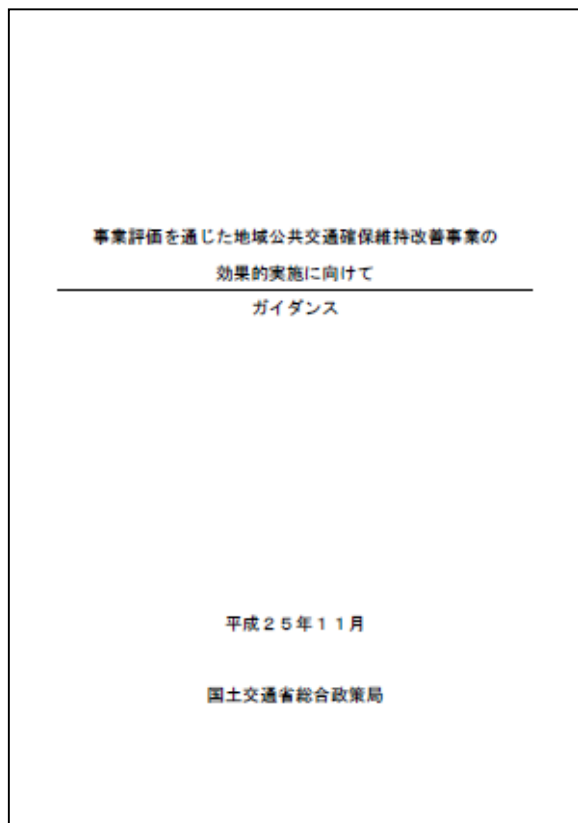 事業評価を通じた地域公共交通確保維持改善事業の
効果的実施に向けて
ガイダンス
平成２５年１１月
国土交通省総合政策局